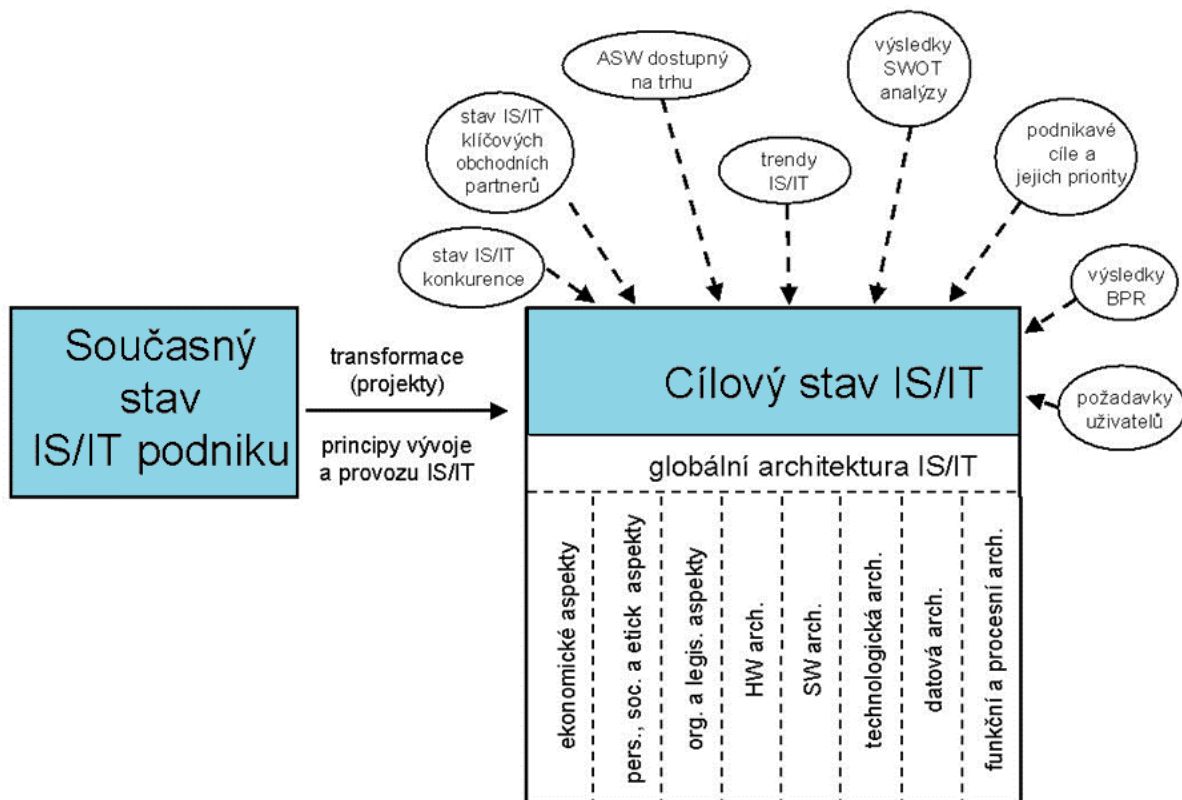 ASW dostupný
na trhu
výsledky
SWOT
analýzy
stav IS/IT
klíčových
obchodních
partnerů
trendy
IS/IT
podnikavé
cíle a
jejich priority
stav IS/IT
konkurence
výsledky
BPR
Současný
stav
IS/IT podniku
transformace
(projekty)
principy vývoje
a provozu IS/IT
Cílový stav IS/IT
požadavky
uživatelů
globální architektura IS/IT
ekonomické aspekty
pers., soc. a etick aspekty
org. a legis. aspekty
HW arch.
SW arch.
technologická arch.
datová arch.
funkční a procesní arch.